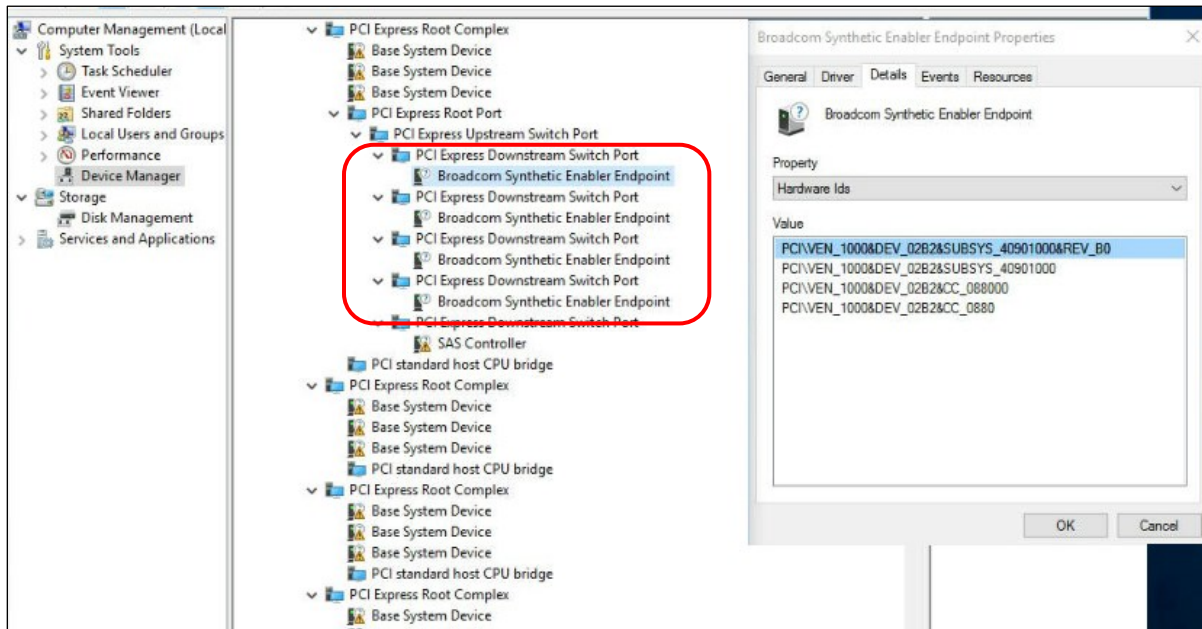 Computer Management (Local
System Tools
Task Scheduler
Event Viewer
Shared Folders
Local Users and Groups
Performance
Device Manager
Storage
Disk Management
Services and Applications
PCI Express Root Complex
Base System Device
Base System Device
Base System Device
PCI Express Root Port
PCI Express Upstream Switch Port
PCI Express Downstream Switch Port
Broadcom Synthetic Enabler Endpoint
PCI Express Downstream Switch Port
Broadcom Synthetic Enabler Endpoint
PCI Express Downstream Switch Port
Broadcom Synthetic Enabler Endpoint
PCI Express Downstream Switch Port
Broadcom Synthetic Enabler Endpoint
PCI Express Downstream Switch Port
SAS Controller
PCI standard host CPU bridge
PCI Express Root Complex
Base System Device
Base System Device
Base System Device
PCI standard host CPU bridge
PCI Express Root Complex
Base System Device
Base System Device
Base System Device
PCI standard host CPU bridge
PCI Express Root Complex
Base System Device
Broadcom Synthetic Enabler Endpoint Properties
General Driver Details Events Resources
Broadcom Synthetic Enabler Endpoint
Property
Hardware Ids
Value
PCI\VEN_1000&DEV_02B2&SUBSYS_40901000&REV_B0
PCI\VEN_1000&DEV_02B2&SUBSYS_40901000
PCI\VEN_1000&DEV_02B2&CC_088000
PCI\VEN_1000&DEV_02B2&CC_0880
OK Cancel